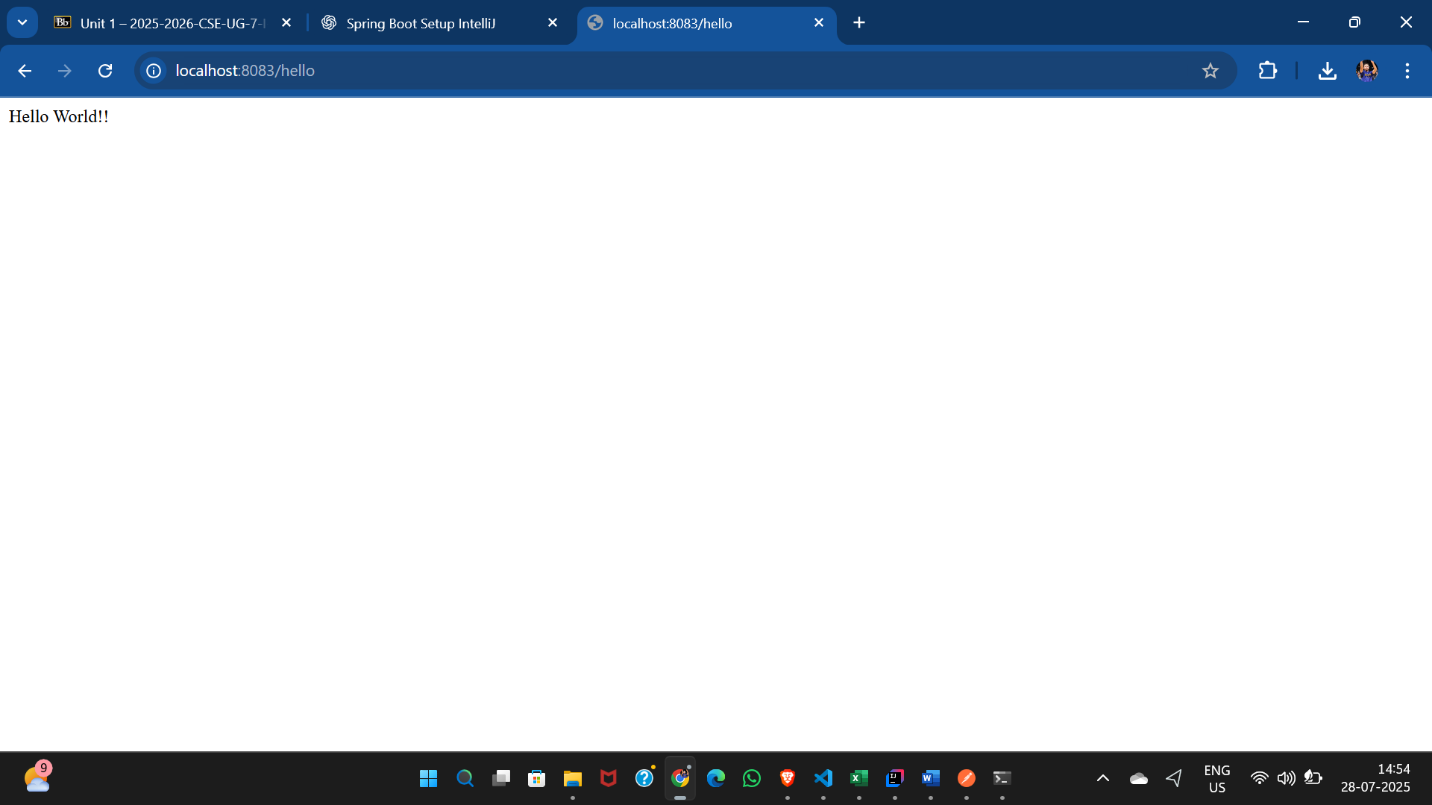 Unit 1 – 2025-2026-CSE-UG-7-
Spring Boot Setup IntelliJ
localhost:8083/hello
localhost:8083/hello
Hello World!!
9
ENG
US
14:54
28-07-2025